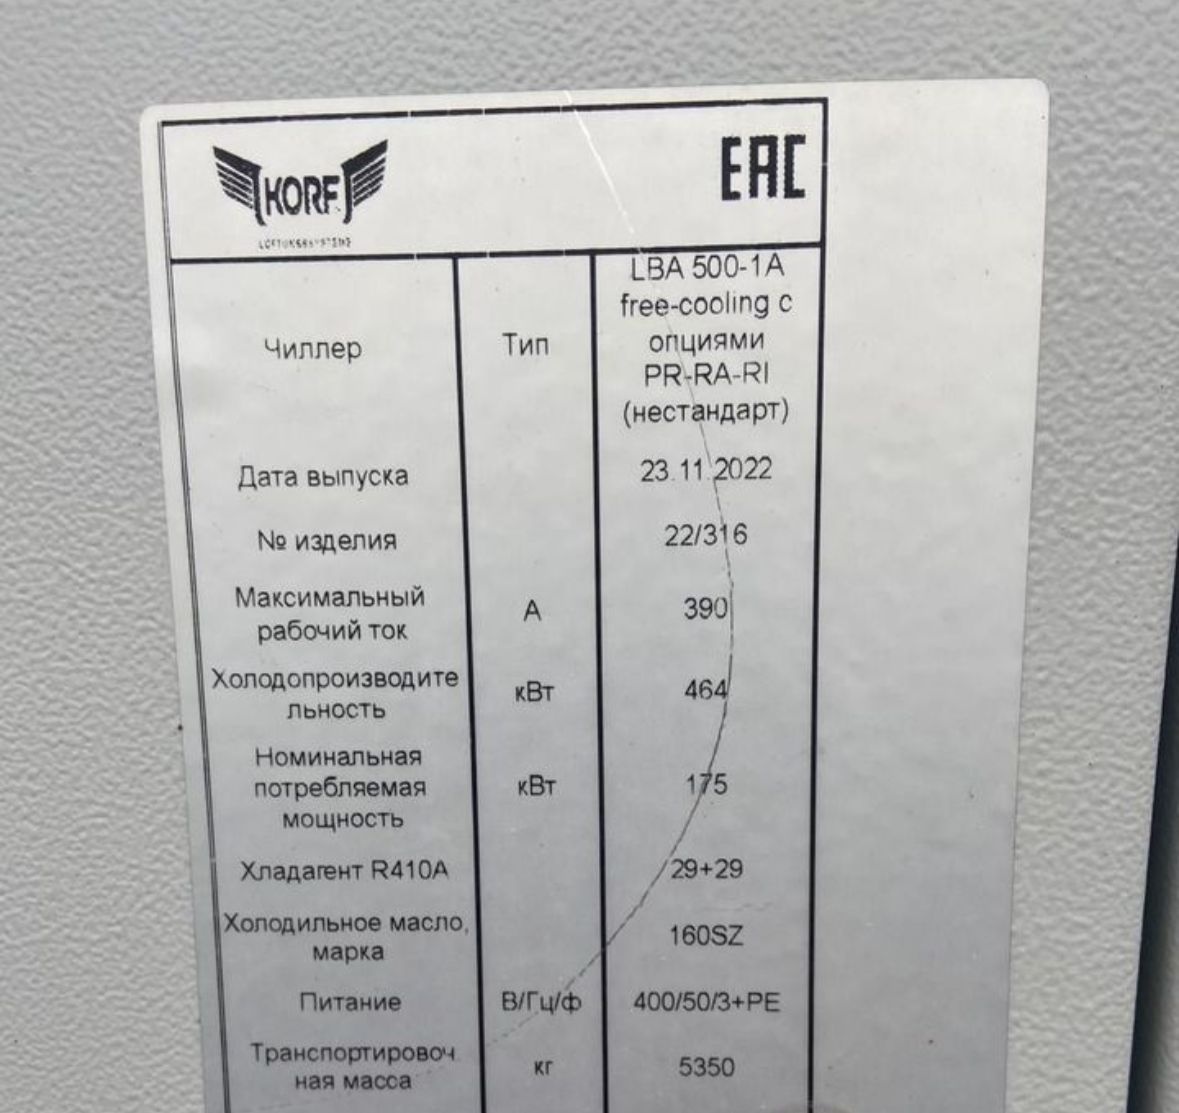 KORF
EAC
Чиллер
Тип
LBA 500-1A
free-cooling с
опциями
PR-RA-RI
(нестандарт)
Дата выпуска
23.11.2022
№ изделия
22/316
Максимальный
рабочий ток
А
390
Холодопроизводите
льность
кВт
464
Номинальная
потребляемая
мощность
кВт
175
Хладагент R410A
29+29
Холодильное масло,
марка
160SZ
Питание
В/Гц/ф
400/50/3+PE
Транспортировоч
ная масса
кг
5350